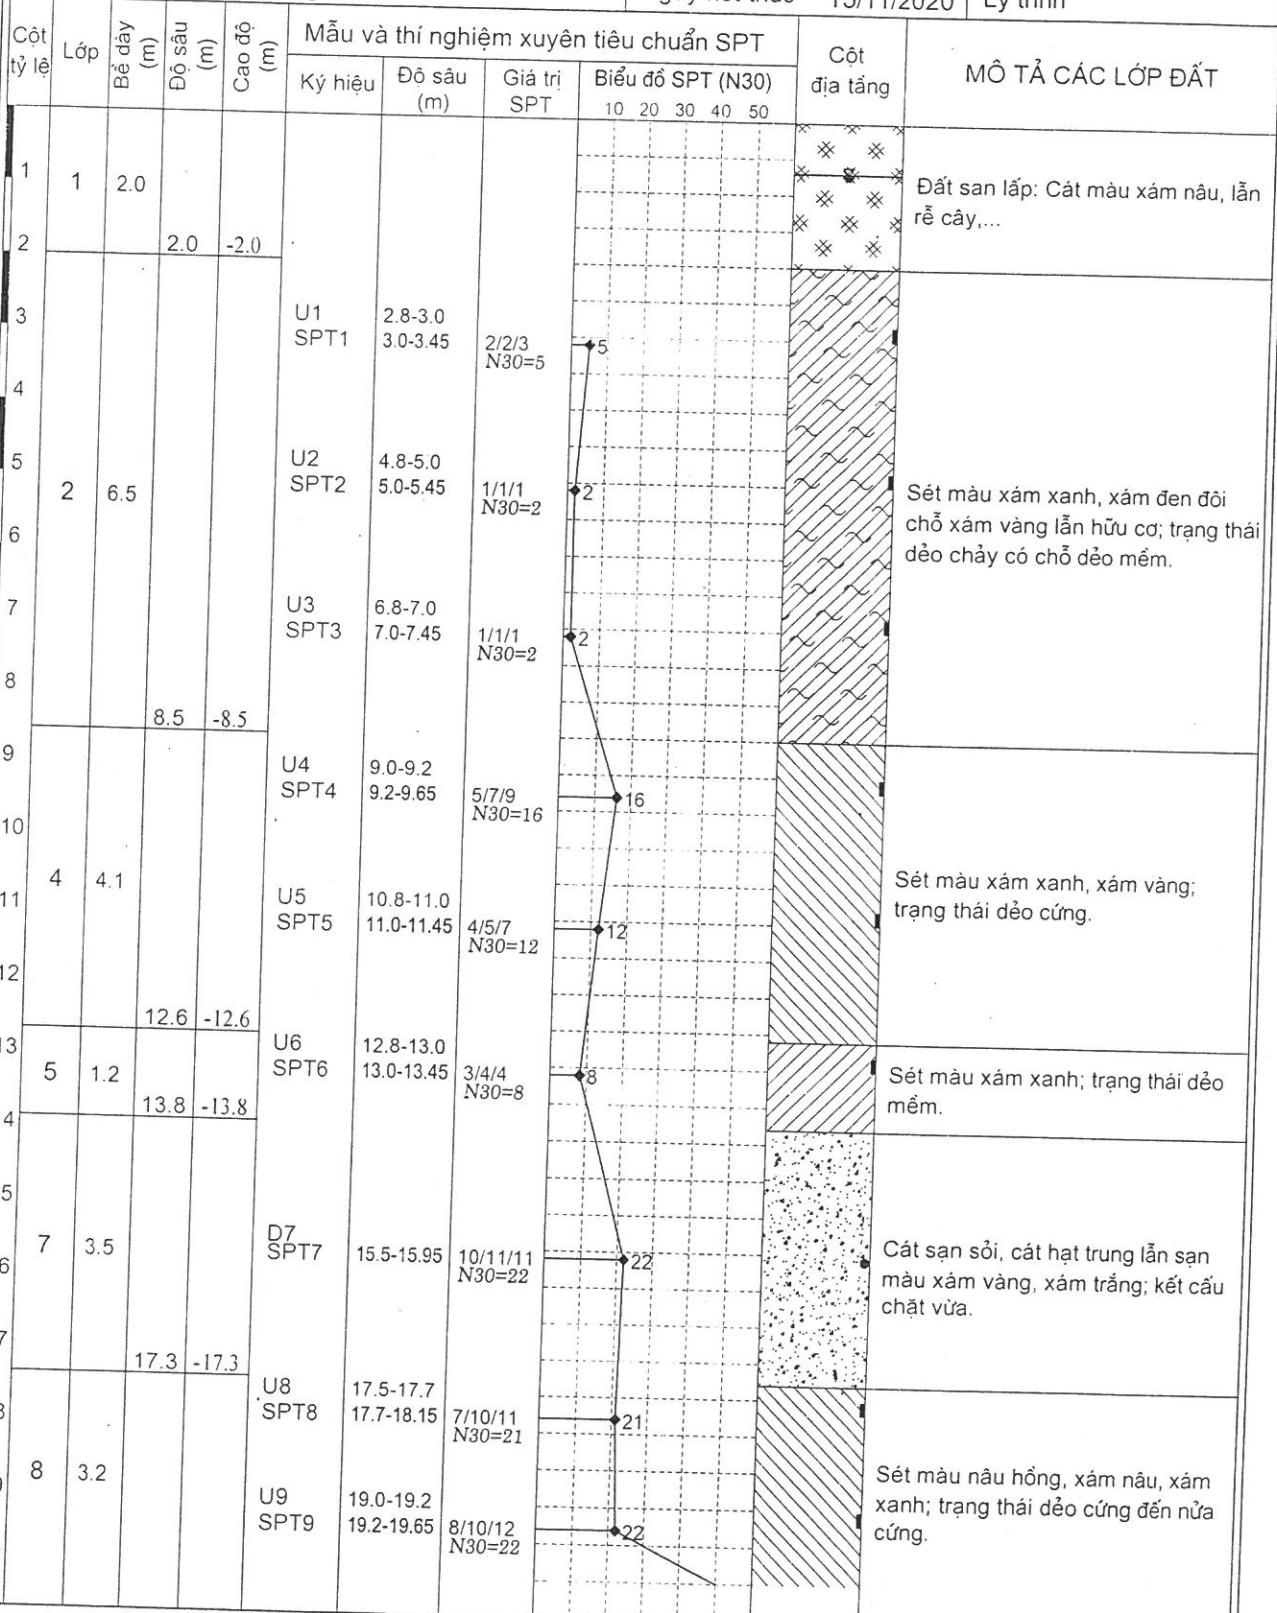 15/11/2020
Lý trình
Cột tỷ lệ
Lớp
Bề dày (m)
Độ sâu (m)
Cao độ (m)
Mẫu và thí nghiệm xuyên tiêu chuẩn SPT
Ký hiệu
Độ sâu (m)
Giá trị SPT
Biểu đồ SPT (N30)
10 20 30 40 50
Cột địa tầng
MÔ TẢ CÁC LỚP ĐẤT
1
1 2.0
Đất san lấp: Cát màu xám nâu, lẫn
rễ cây,...
2
2.0 -2.0
3
U1 2.8-3.0
SPT1 3.0-3.45 2/2/3
N30=5
5
4
5
U2 4.8-5.0
SPT2 5.0-5.45 1/1/1
N30=2
2
2 6.5
Sét màu xám xanh, xám đen đôi
chỗ xám vàng lẫn hữu cơ; trạng thái
dẻo chảy có chỗ dẻo mềm.
6
7
U3 6.8-7.0
SPT3 7.0-7.45 1/1/1
N30=2
2
8
8.5 -8.5
9
U4 9.0-9.2
SPT4 9.2-9.65 5/7/9
N30=16
16
10
4 4.1
Sét màu xám xanh, xám vàng;
trạng thái dẻo cứng.
11
U5 10.8-11.0
SPT5 11.0-11.45 4/5/7
N30=12
12
12
12.6 -12.6
13
U6 12.8-13.0
SPT6 13.0-13.45 3/4/4
N30=8
8
5 1.2
Sét màu xám xanh; trạng thái dẻo
mềm.
13.8 -13.8
4
5
7 3.5
D7
SPT7 15.5-15.95 10/11/11
N30=22
22
Cát sạn sỏi, cát hạt trung lẫn sạn
màu xám vàng, xám trắng; kết cấu
chặt vừa.
6
7
17.3 -17.3
U8 17.5-17.7
SPT8 17.7-18.15 7/10/11
N30=21
21
8 3.2
Sét màu nâu hồng, xám nâu, xám
xanh; trạng thái dẻo cứng đến nửa
cứng.
U9 19.0-19.2
SPT9 19.2-19.65 8/10/12
N30=22
22